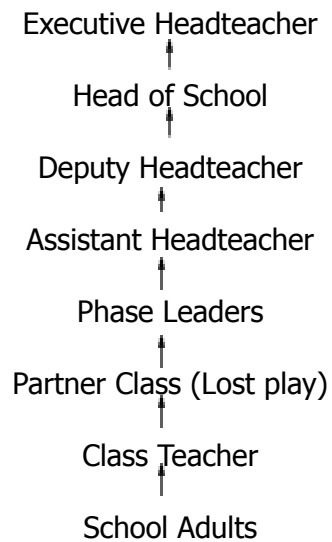 Executive Headteacher
Head of School
Deputy Headteacher
Assistant Headteacher
Phase Leaders
Partner Class (Lost play)
Class Teacher
School Adults